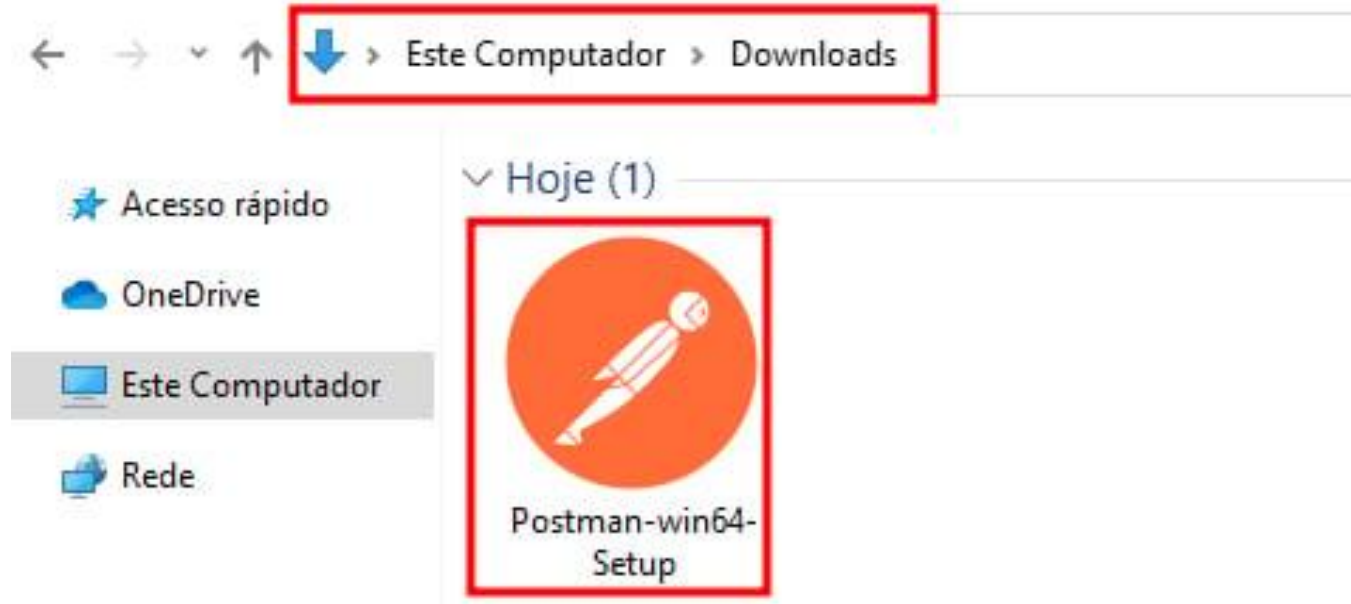 Este Computador > Downloads
Hoje (1)
Acesso rápido
OneDrive
Este Computador
Rede
Postman-win64-
Setup